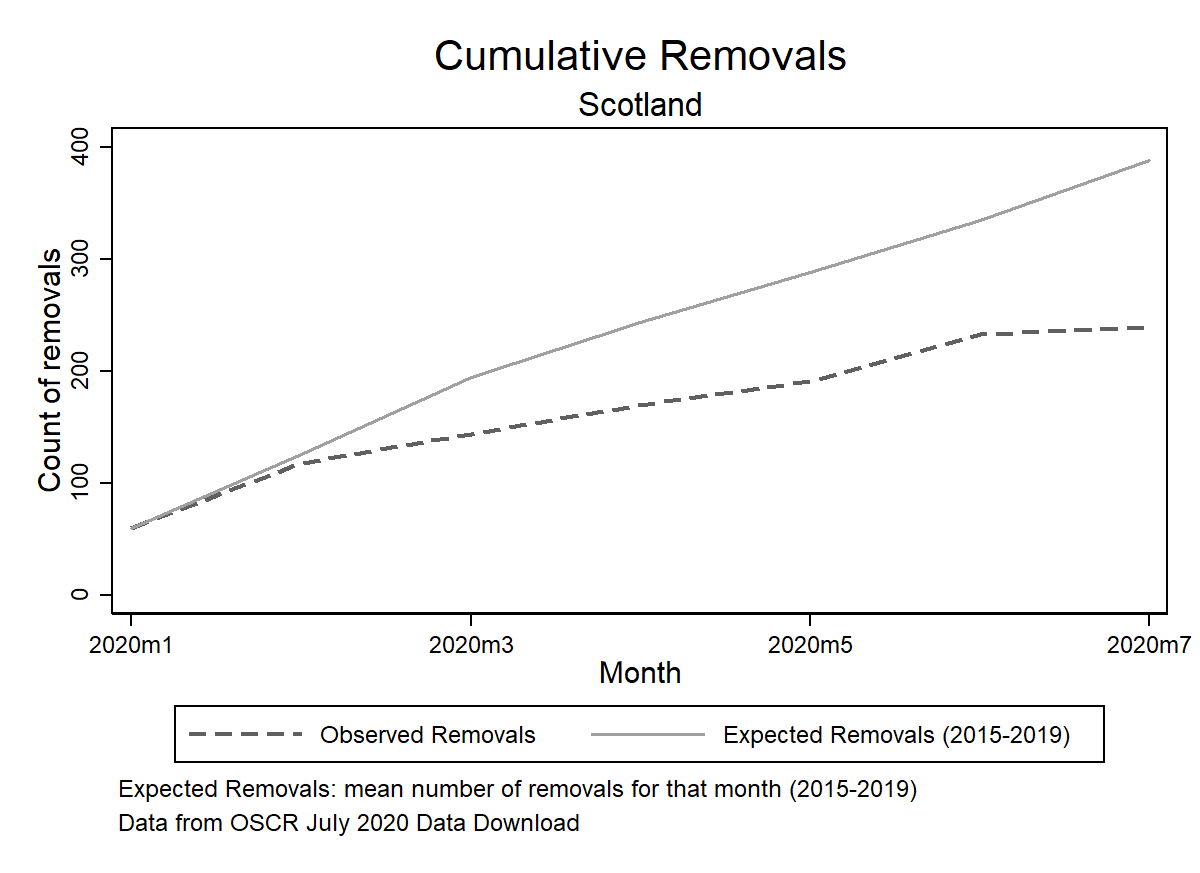 Cumulative Removals
Scotland
Count of removals
400
300
200
100
0
2020m1 2020m3 2020m5 2020m7
Month
Observed Removals Expected Removals (2015-2019)
Expected Removals: mean number of removals for that month (2015-2019)
Data from OSCR July 2020 Data Download